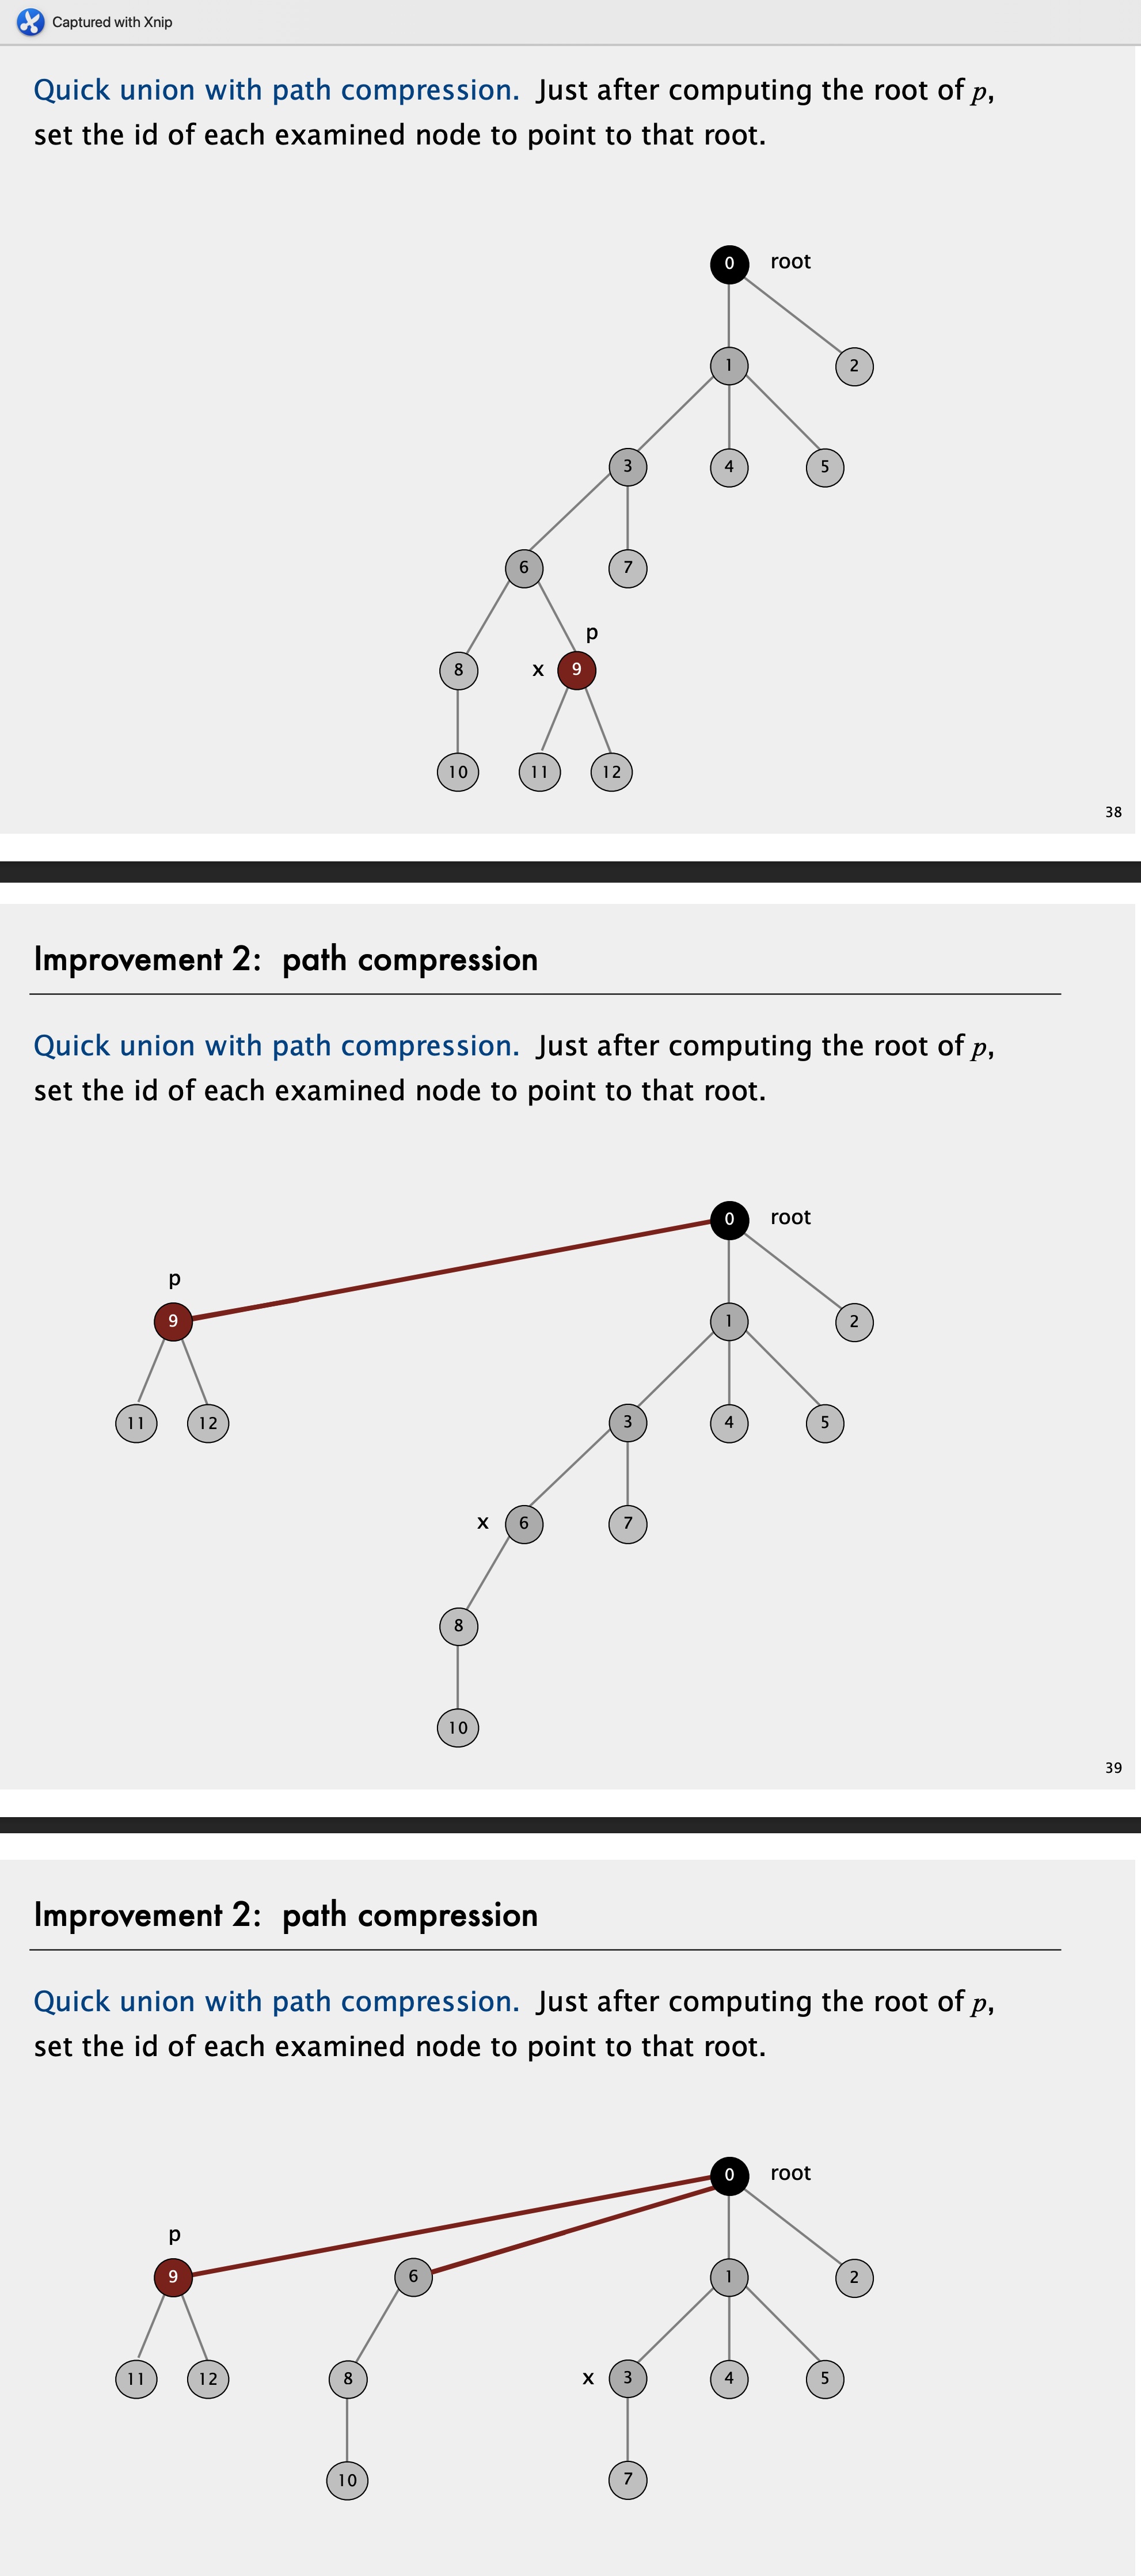 Captured with Xnip
Quick union with path compression. Just after computing the root of p,
set the id of each examined node to point to that root.
0 root
1 2
3 4 5
6 7
p
8 x 9
10 11 12
38
Improvement 2: path compression
Quick union with path compression. Just after computing the root of p,
set the id of each examined node to point to that root.
0 root
p
9 1 2
11 12 3 4 5
x 6 7
8
10
39
Improvement 2: path compression
Quick union with path compression. Just after computing the root of p,
set the id of each examined node to point to that root.
0 root
p
9 6 1 2
11 12 8 x 3 4 5
10 7